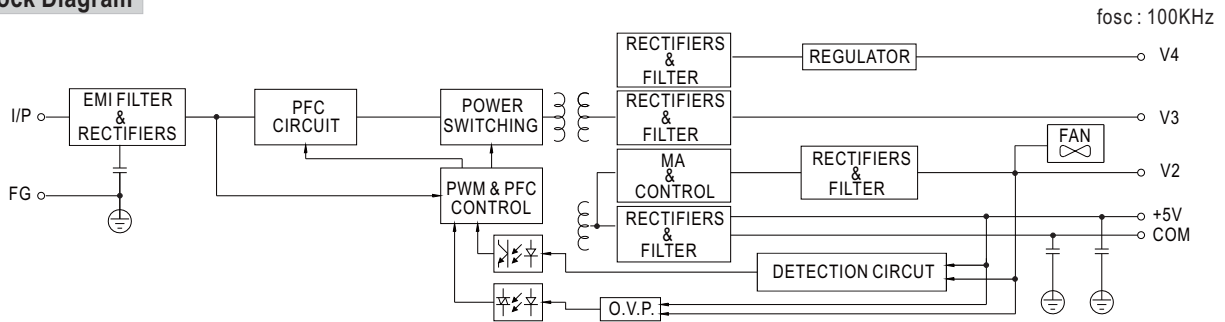 ock Diagram
fosc : 100KHz
RECTIFIERS
&
FILTER
REGULATOR
V4
I/P
EMI FILTER
&
RECTIFIERS
PFC
CIRCUIT
POWER
SWITCHING
RECTIFIERS
&
FILTER
V3
FAN
MA
&
CONTROL
RECTIFIERS
&
FILTER
V2
FG
PWM & PFC
CONTROL
RECTIFIERS
&
FILTER
+5V
COM
DETECTION CIRCUT
O.V.P.